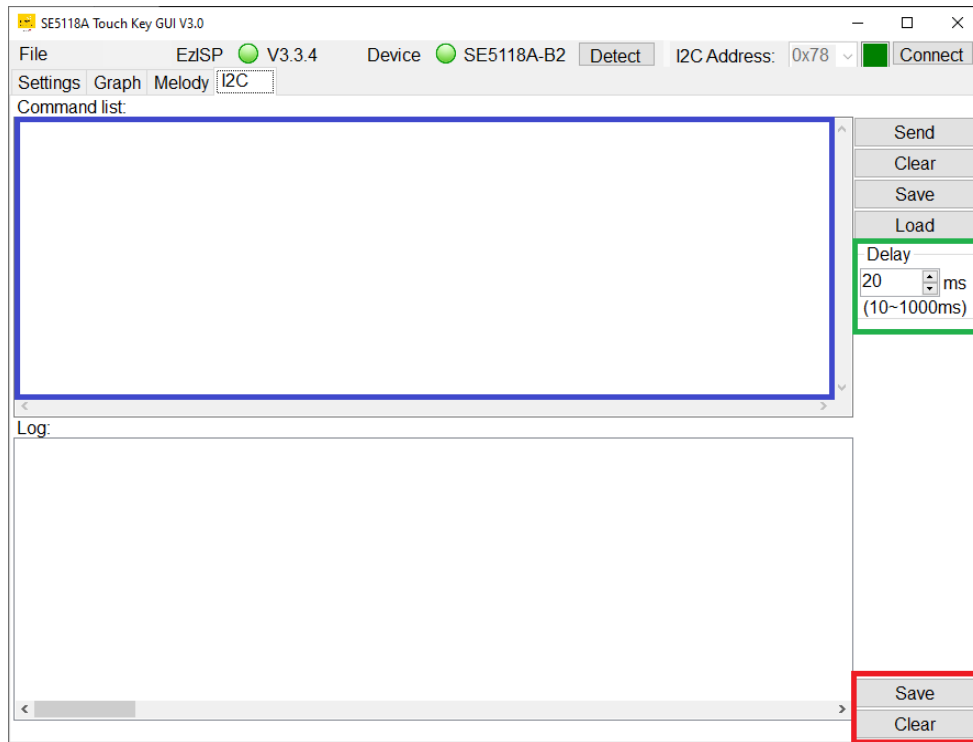 SE5118A Touch Key GUI V3.0
File EzISP V3.3.4 Device SE5118A-B2 Detect I2C Address: 0x78 Connect
Settings Graph Melody I2C
Command list:
Send
Clear
Save
Load
Delay
20 ms
(10~1000ms)
Log:
Save
Clear